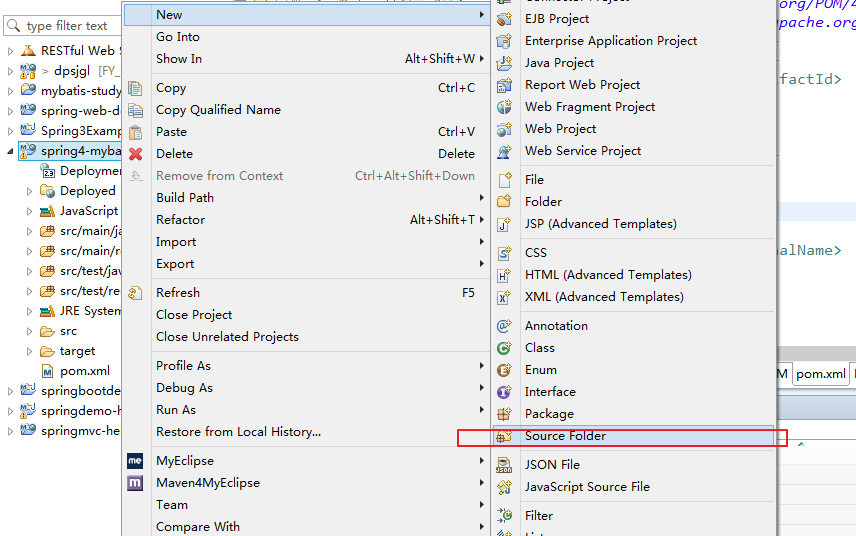 type filter text
RESTful Web S
> dpsjgl [FY_
mybatis-study
spring-web-d
Spring3Examp
spring4-myba
Deploymen
Deployed
JavaScript
src/main/ja
src/main/re
src/test/jav
src/test/res
JRE System
src
target
pom.xml
springbootde
springdemo-h
springmvc-he
New
Go Into
Show In Alt+Shift+W
Copy Ctrl+C
Copy Qualified Name
Paste Ctrl+V
Delete Delete
Remove from Context Ctrl+Alt+Shift+Down
Build Path
Refactor Alt+Shift+T
Import
Export
Refresh F5
Close Project
Close Unrelated Projects
Profile As
Debug As
Run As
Restore from Local History...
me MyEclipse
m Maven4MyEclipse
Team
Compare With
EJB Project
Enterprise Application Project
Java Project
Report Web Project
Web Fragment Project
Web Project
Web Service Project
File
Folder
JSP (Advanced Templates)
CSS
HTML (Advanced Templates)
XML (Advanced Templates)
Annotation
Class
Enum
Interface
Package
Source Folder
JSON File
JavaScript Source File
Filter
org/POM/4
pache.org
ifactId>
nalName>
M pom.xml